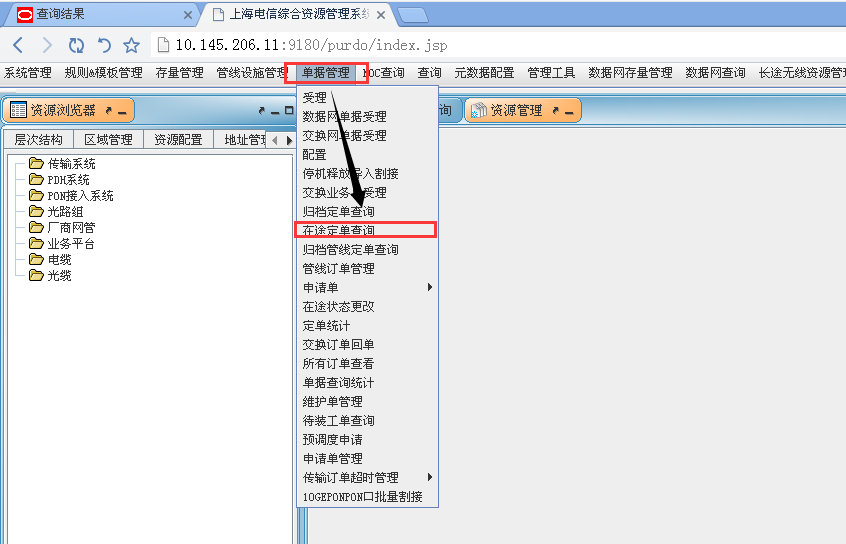 查询结果
上海电信综合资源管理系统
10.145.206.11:9180/purdo/index.jsp
系统管理 规则&模板管理 存量管理 管线设施管理 单据管理 NOC查询 查询 元数据配置 管理工具 数据网存量管理 数据网查询 长途无线资源管理
资源浏览器
询
资源管理
层次结构 区域管理 资源配置 地址管理
传输系统
PDH系统
PON接入系统
光路组
厂商网管
业务平台
电缆
光缆
受理
数据网单据受理
交换网单据受理
配置
停机释放导入割接
交换业务 受理
归档定单查询
在途定单查询
归档管线定单查询
管线订单管理
申请单
在途状态更改
定单统计
交换订单回单
所有订单查看
单据查询统计
维护单管理
待装工单查询
预调度申请
申请单管理
传输订单超时管理
10GEPONPON口批量割接